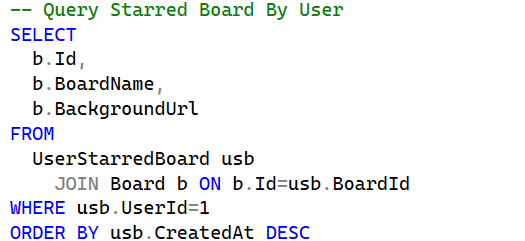 -- Query Starred Board By User
SELECT
  b.Id,
  b.BoardName,
  b.BackgroundUrl
FROM
  UserStarredBoard usb
    JOIN Board b ON b.Id=usb.BoardId
WHERE usb.UserId=1
ORDER BY usb.CreatedAt DESC